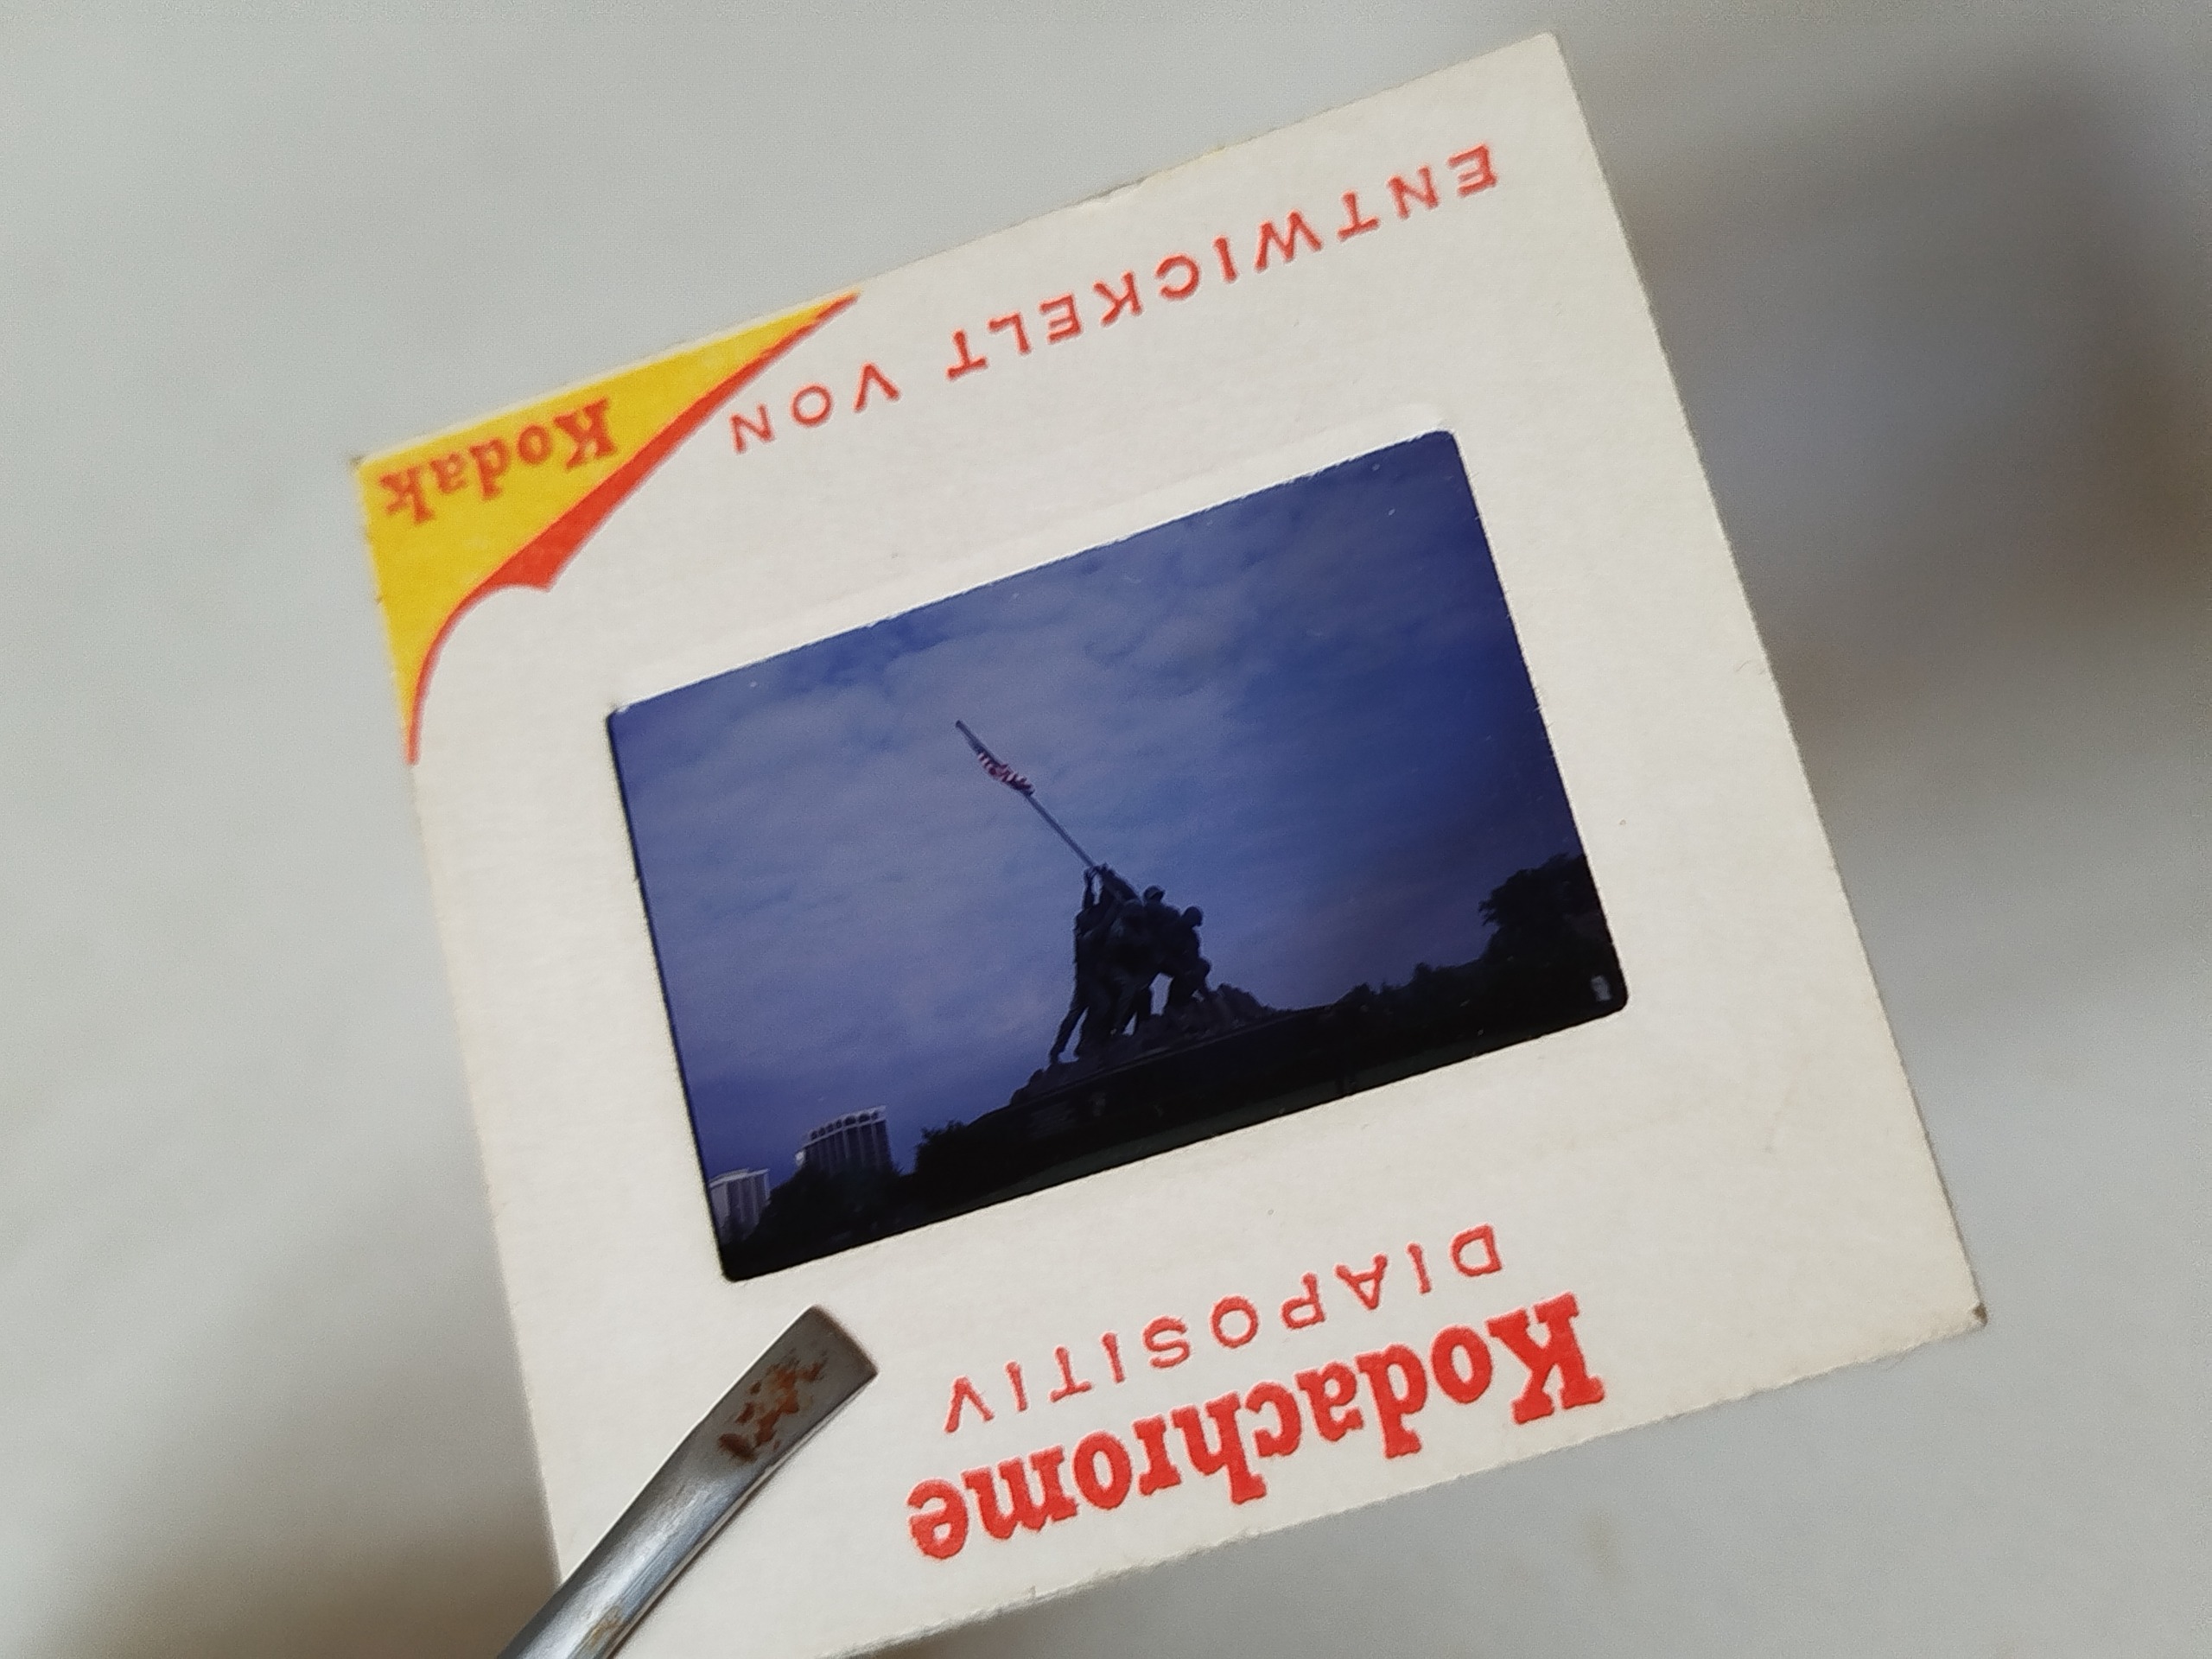 Kodachrome
DIAPOSITIV
ENTWICKELT VON
Kodak